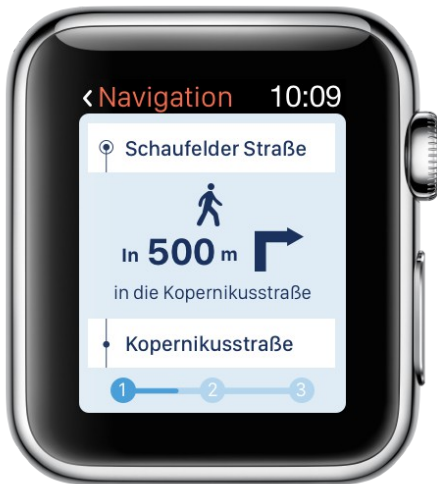 Navigation 10:09
Schaufelder Straße
In 500 m
in die Kopernikusstraße
Kopernikusstraße
1 2 3